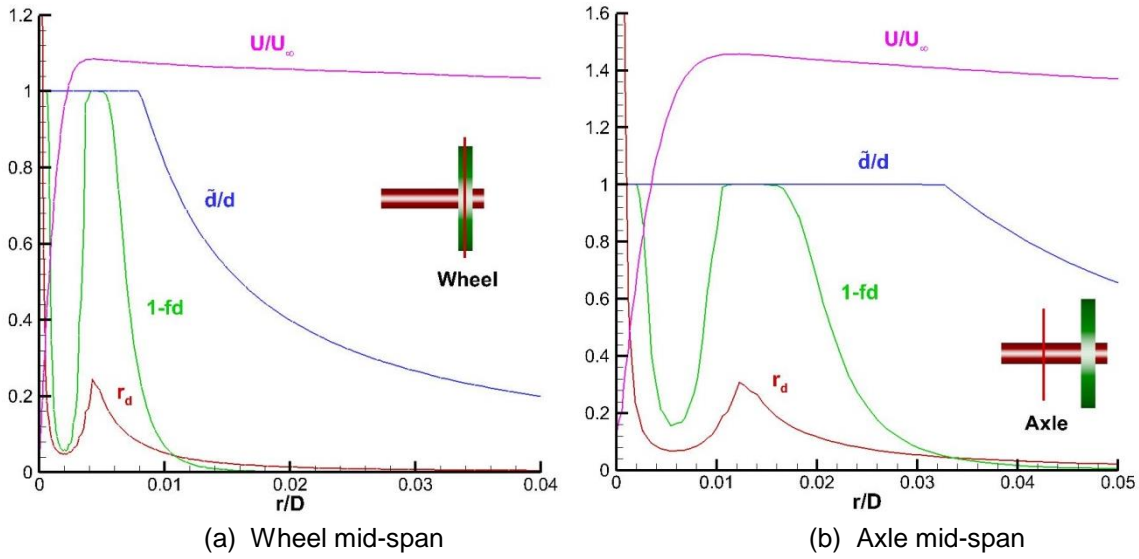 1.2
1
0.8
0.6
0.4
0.2
0
U/U∞
d̃/d
1-fd
r_d
Wheel
0 0.01 0.02 0.03 0.04
r/D
(a) Wheel mid-span
1.6
1.4
1.2
1
0.8
0.6
0.4
0.2
0
U/U∞
d̃/d
1-fd
r_d
Axle
0 0.01 0.02 0.03 0.04 0.05
r/D
(b) Axle mid-span